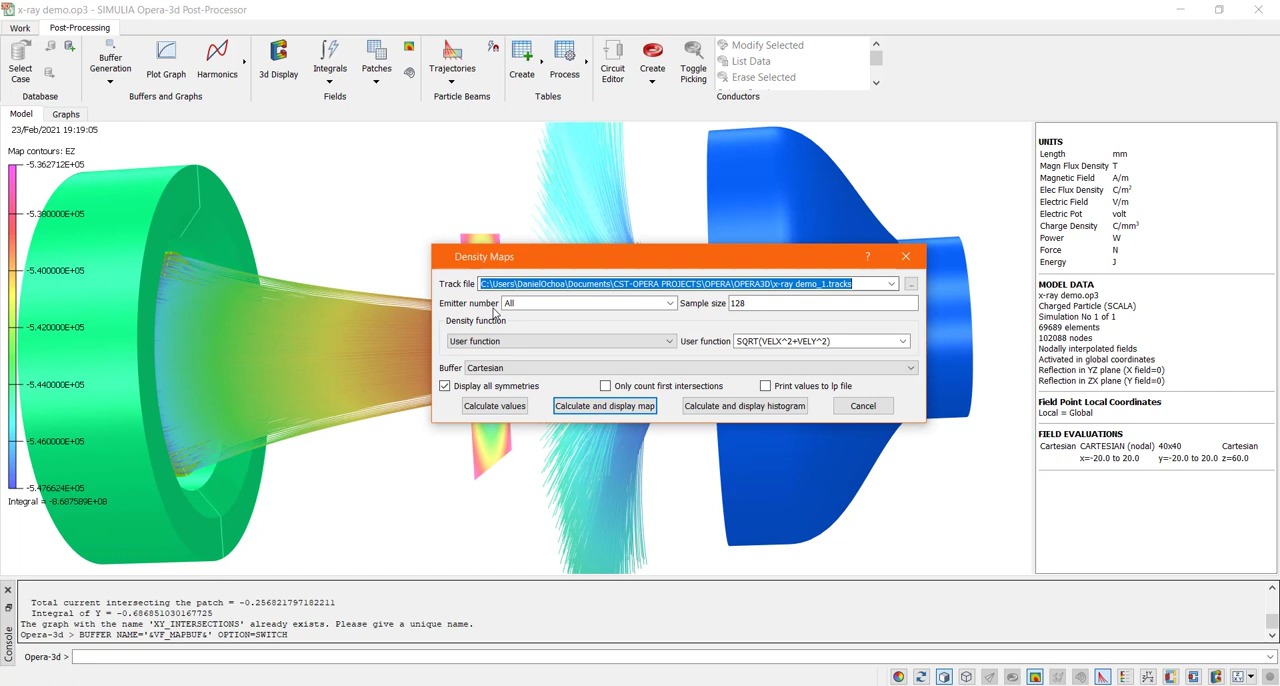 x-ray demo.op3 - SIMULIA Opera-3d Post-Processor
Work Post-Processing
Select Case
Database
Buffer Generation
Plot Graph
Harmonics
Buffers and Graphs
3d Display
Integrals
Patches
Fields
Trajectories
Particle Beams
Create
Process
Tables
Circuit Editor
Create
Toggle Picking
Modify Selected
List Data
Erase Selected
Conductors
Model Graphs
23/Feb/2021 19:19:05
Map contours: EZ
-5.362712E+05
-5.380000E+05
-5.400000E+05
-5.420000E+05
-5.440000E+05
-5.460000E+05
-5.476624E+05
Integral = -8.687589E+08
Density Maps
?
Track file C:\Users\DanielOchoa\Documents\CST-OPERA PROJECTS\OPERA\OPERA3D\x-ray demo_1.tracks ...
Emitter number All Sample size 128
Density function
User function User function SQRT(VELX^2+VELY^2)
Buffer Cartesian
Display all symmetries Only count first intersections Print values to lp file
Calculate values Calculate and display map Calculate and display histogram Cancel
UNITS
Length mm
Magn Flux Density T
Magnetic Field A/m
Elec Flux Density C/m²
Electric Field V/m
Electric Pot volt
Charge Density C/mm³
Power W
Force N
Energy J
MODEL DATA
x-ray demo.op3
Charged Particle (SCALA)
Simulation No 1 of 1
69689 elements
102088 nodes
Nodally interpolated fields
Activated in global coordinates
Reflection in YZ plane (X field=0)
Reflection in ZX plane (Y field=0)
Field Point Local Coordinates
Local = Global
FIELD EVALUATIONS
Cartesian CARTESIAN (nodal) 40x40 Cartesian
x=-20.0 to 20.0 y=-20.0 to 20.0 z=60.0
Console
Total current intersecting the patch = -0.256821797182211
Integral of Y = -0.686851030167725
The graph with the name 'XY_INTERSECTIONS' already exists. Please give a unique name.
Opera-3d > BUFFER NAME='&VF_MAPBUF&' OPTION=SWITCH
Opera-3d >